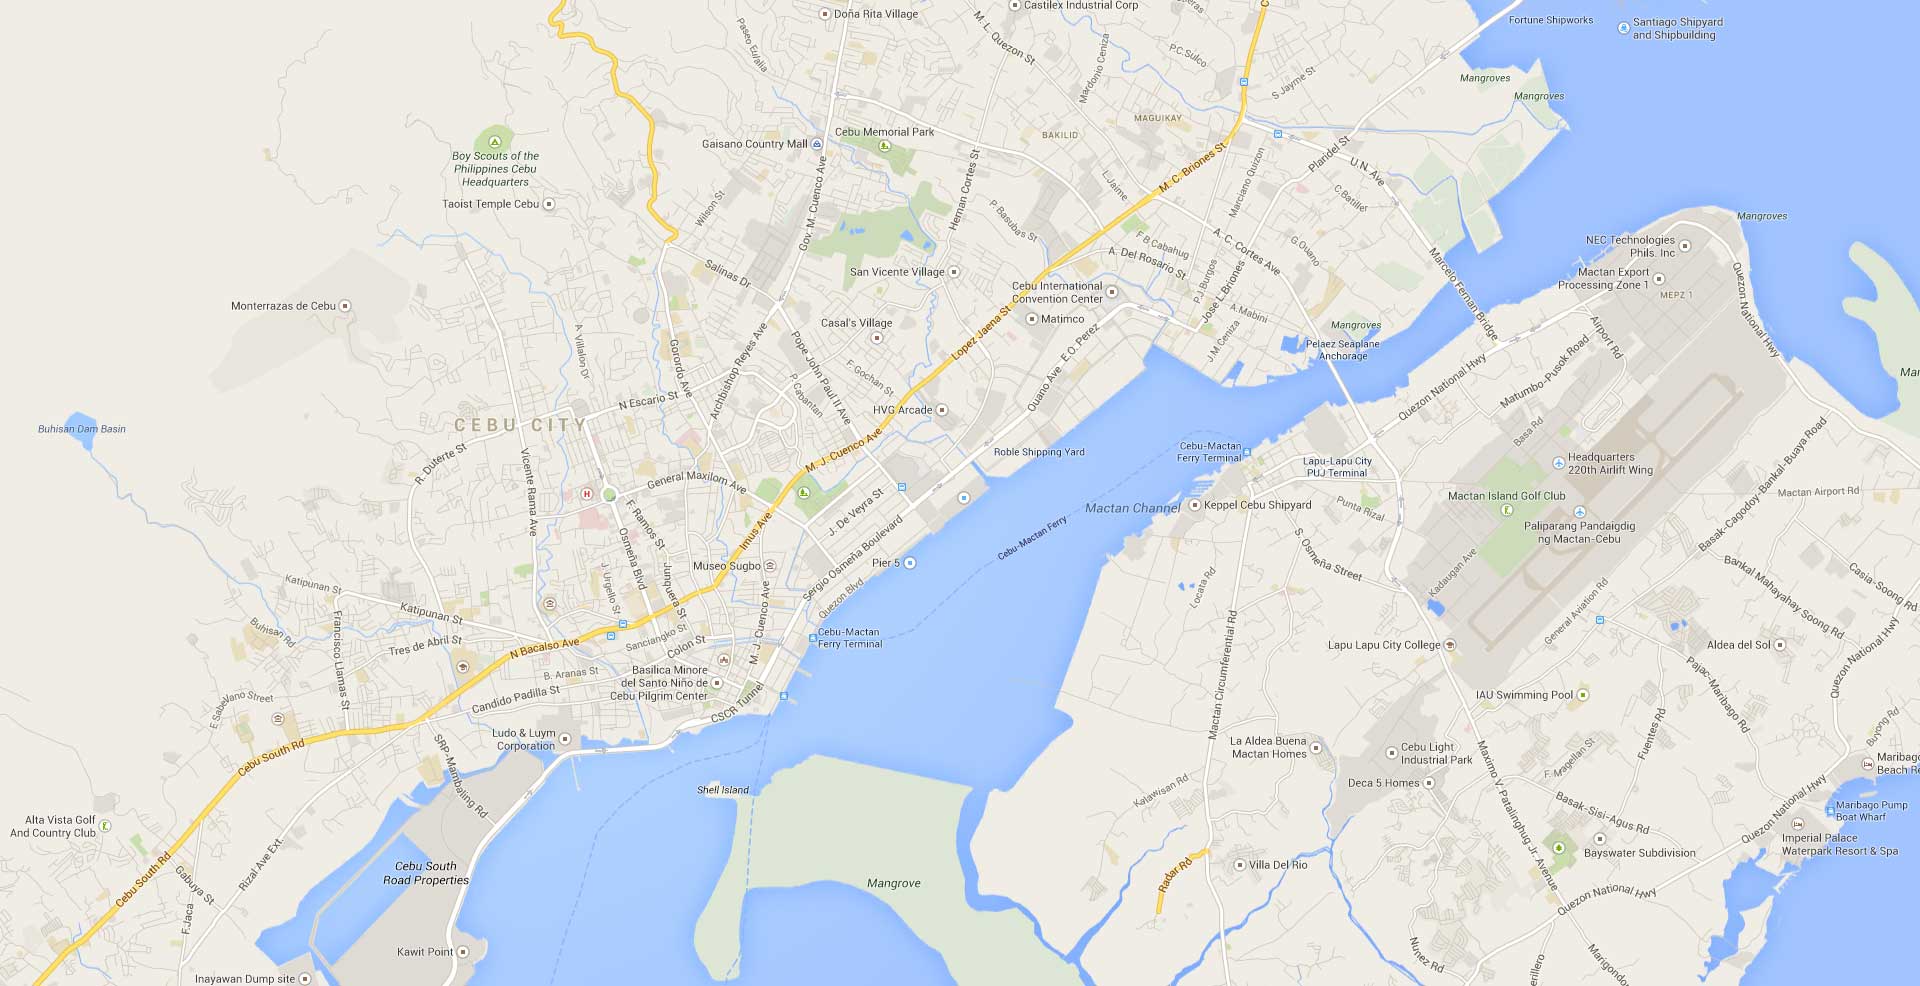 Doña Rita Village
Castilex Industrial Corp
Fortune Shipworks
Santiago Shipyard
and Shipbuilding
Paseo Eulalia
M. L. Quezon St
Mardonio Ceniza
P.C. Sulco
S Jayme St
Mangroves
Mangroves
Boy Scouts of the
Philippines Cebu
Headquarters
Taoist Temple Cebu
Gaisano Country Mall
Cebu Memorial Park
BAKILID
MAGUIKAY
Plaridel St
U.N. Ave
M. C. Briones St
L Jaime
Marciano Quizon
C. Batiller
Wilson St
Gov. M. Cuenco Ave
Hernan Cortes St
P. Basubas St
F B Cabahug
A. Del Rosario St
A. C. Cortes Ave
G. Ouano
Marcelo Fernan Bridge
Mangroves
NEC Technologies
Phils. Inc
Mactan Export
Processing Zone 1
MEPZ 1
Quezon National Hwy
Salinas Dr
San Vicente Village
Cebu International
Convention Center
Matimco
P.J Burgos
Jose L Briones
A. Mabini
J.M. Ceniza
Mangroves
Pelaez Seaplane
Anchorage
Monterrazas de Cebu
Casal's Village
Lopez Jaena St
Ouano Ave
E.O. Perez
A. Villalon Dr
Gorordo Ave
Archbishop Reyes Ave
Pope John Paul II Ave
F. Gochan St
P. Cabantan
N Escario St
HVG Arcade
Airport Rd
Quezon National Hwy
Matumbo-Pusok Road
Basa Rd
Mang
Buhisan Dam Basin
CEBU CITY
R. Duterte St
Vicente Rama Ave
General Maxilom Ave
M. J. Cuenco Ave
Roble Shipping Yard
Cebu-Mactan
Ferry Terminal
Lapu-Lapu City
PUJ Terminal
Headquarters
220th Airlift Wing
Mactan Island Golf Club
Paliparang Pandaigdig
ng Mactan-Cebu
Mactan Airport Rd
Basak-Cagodoy-Bankal-Buaya Road
Mactan Channel
Keppel Cebu Shipyard
Punta Rizal
F. Ramos St
Osmeña Blvd
Imus Ave
J. De Veyra St
Sergio Osmeña Boulevard
Cebu-Mactan Ferry
Pier 5
Museo Sugbo
Quezon Blvd
S. Osmeña Street
Kadaugan Ave
Bankal Mahayahay Soong Rd
Casia-Soong Rd
Locata Rd
General Aviation Rd
Katipunan St
Katipunan St
J. Urgello St
Junquera St
M. J. Cuenco Ave
Buhisan Rd
Francisco Llamas St
Tres de Abril St
N Bacalso Ave
Sanciangko St
Colon St
Cebu-Mactan
Ferry Terminal
Mactan Circumferential Rd
Lapu Lapu City College
Aldea del Sol
Quezon National Hwy
Pajac-Maribago Rd
B. Aranas St
Basilica Minore
del Santo Niño de
Cebu Pilgrim Center
Candido Padilla St
CSCR Tunnel
IAU Swimming Pool
Fuentes Rd
Buyong Rd
Cebu South Rd
Ludo & Luym
Corporation
SRP-Mambaling Rd
Shell Island
La Aldea Buena
Mactan Homes
Cebu Light
Industrial Park
Deca 5 Homes
Maximo V. Patalinghug Jr. Avenue
F. Magellan St
Basak-Sisi-Agus Rd
Maribago
Beach Re
Kalawisan Rd
Quezon National Hwy
Maribago Pump
Boat Wharf
Imperial Palace
Waterpark Resort & Spa
Bayswater Subdivision
Alta Vista Golf
And Country Club
Cebu South Rd
Gabuya St
Rizal Ave Ext.
F.Jaca
Cebu South
Road Properties
Mangrove
Radar Rd
Villa Del Rio
Quezon National Hwy
Kawit Point
Inayawan Dump site
Nunez Rd
Marigondo